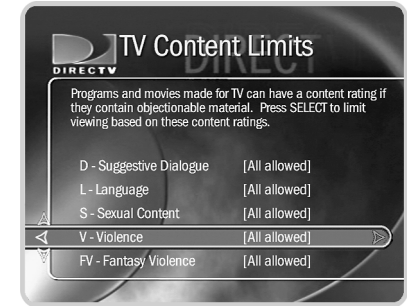 TV Content Limits
DIRECT
DIRECTV
Programs and movies made for TV can have a content rating if
they contain objectionable material. Press SELECT to limit
viewing based on these content ratings.
D - Suggestive Dialogue [All allowed]
L - Language [All allowed]
S - Sexual Content [All allowed]
V - Violence [All allowed]
FV - Fantasy Violence [All allowed]